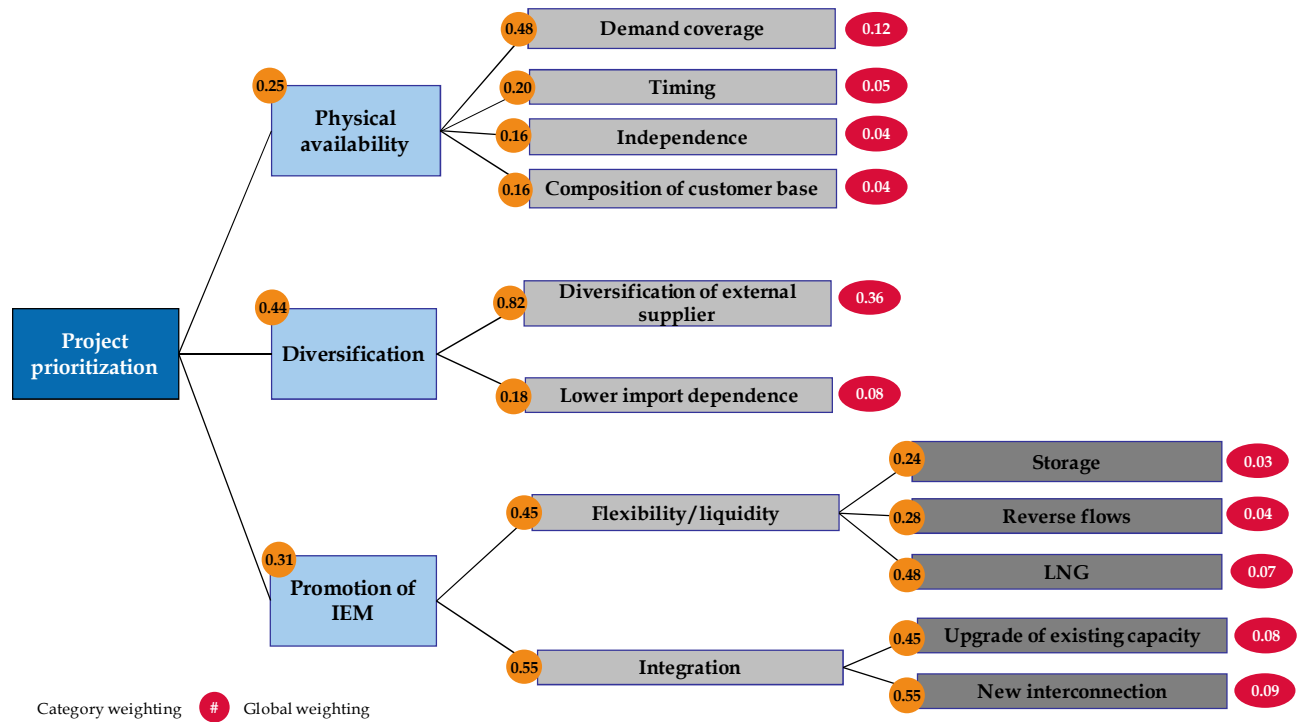 0.48
Demand coverage
0.12
0.25
0.20
Timing
0.05
Physical
availability
0.16
Independence
0.04
0.16
Composition of customer base
0.04
0.44
0.82
Diversification of external
supplier
0.36
Project
prioritization
Diversification
0.18
Lower import dependence
0.08
0.24
Storage
0.03
0.45
Flexibility/liquidity
0.28
Reverse flows
0.04
0.31
Promotion of
IEM
0.48
LNG
0.07
0.45
Upgrade of existing capacity
0.08
0.55
Integration
0.55
New interconnection
0.09
Category weighting # Global weighting